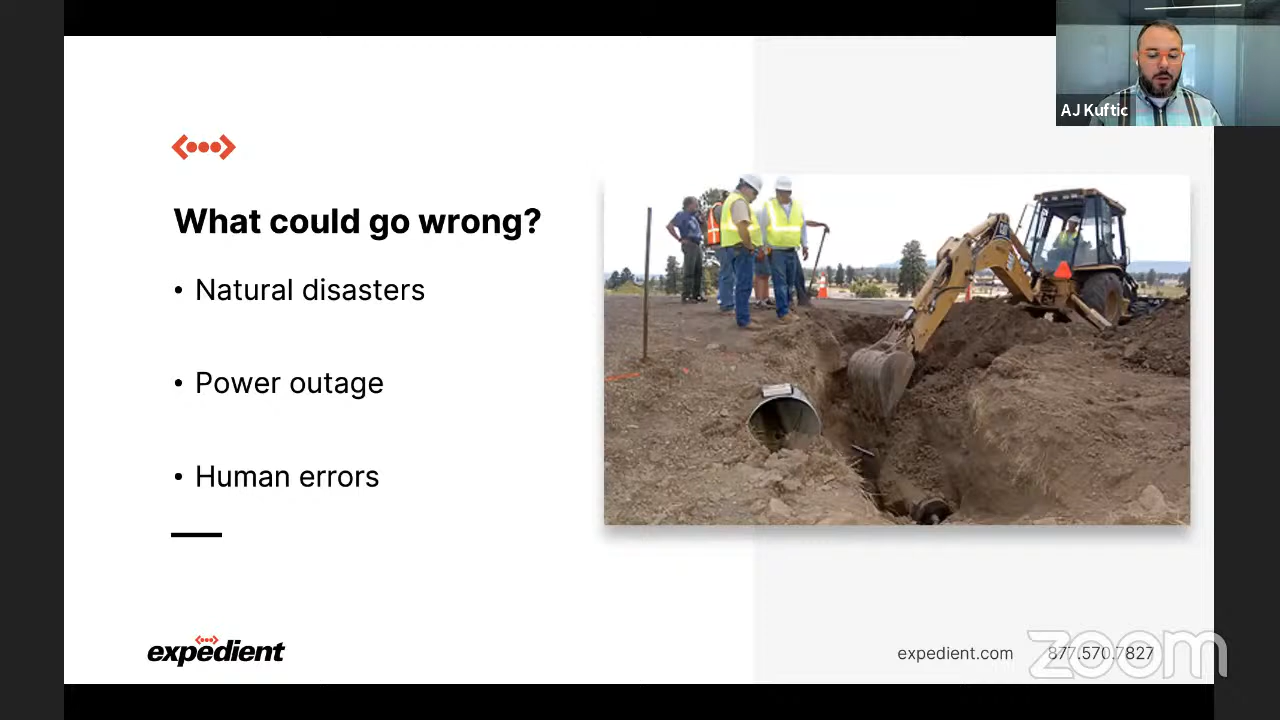 AJ Kuftic
What could go wrong?
• Natural disasters
• Power outage
• Human errors
expedient
expedient.com
877.570.7827
zoom